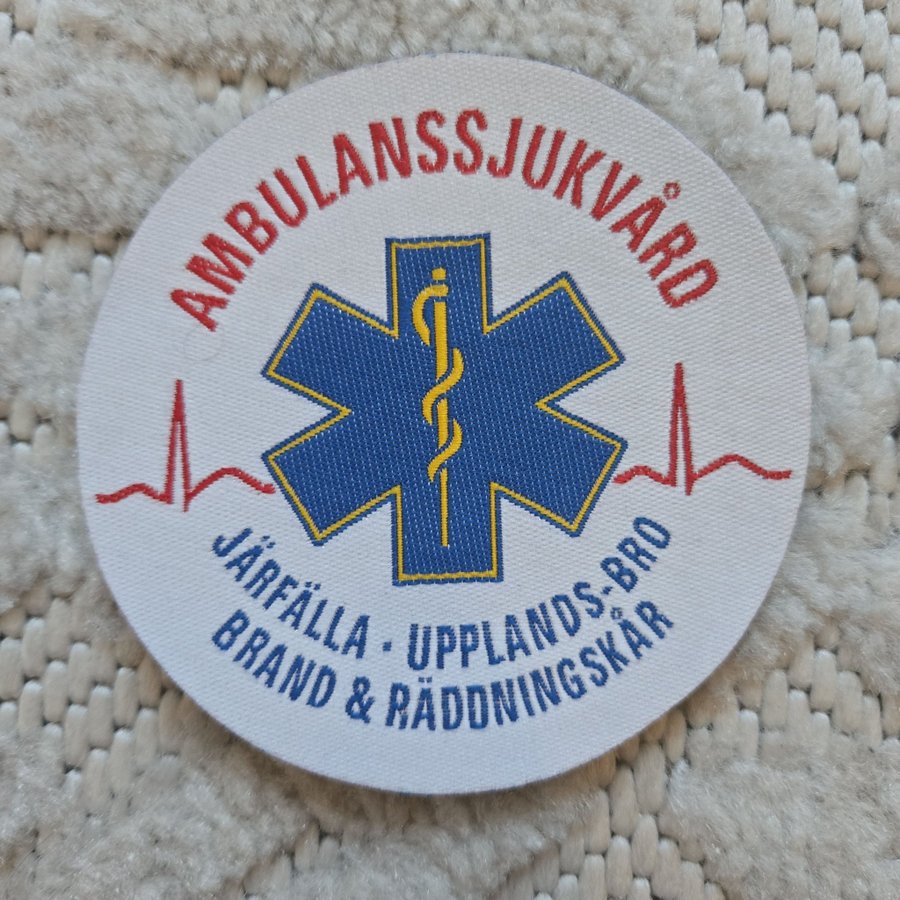 AMBULANSSJUKVÅRD
JÄRFÄLLA · UPPLANDS-BRO
BRAND & RÄDDNINGSKÅR